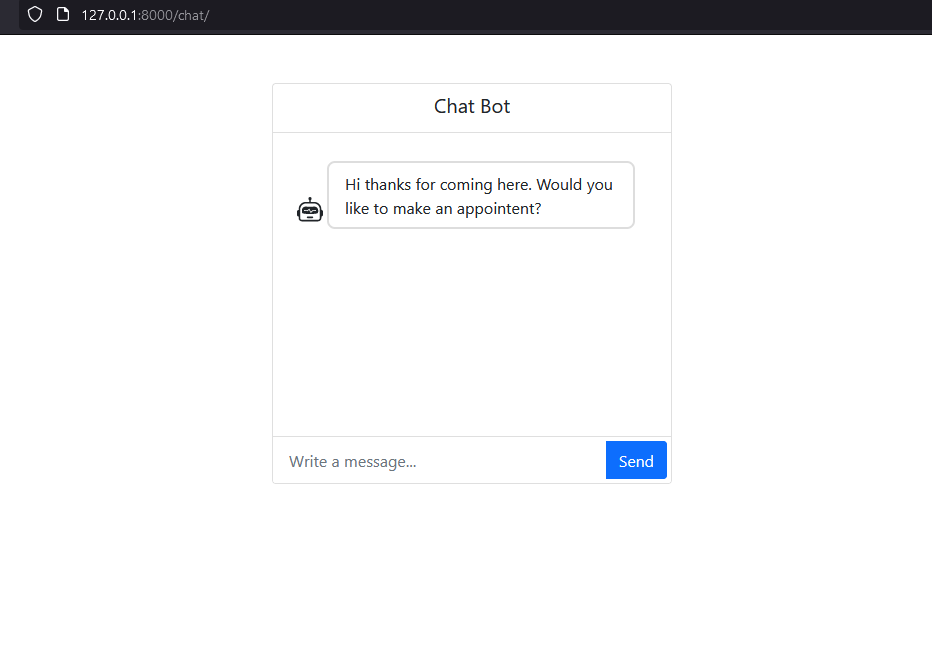 127.0.0.1:8000/chat/
Chat Bot
Hi thanks for coming here. Would you
like to make an appointent?
Write a message...
Send